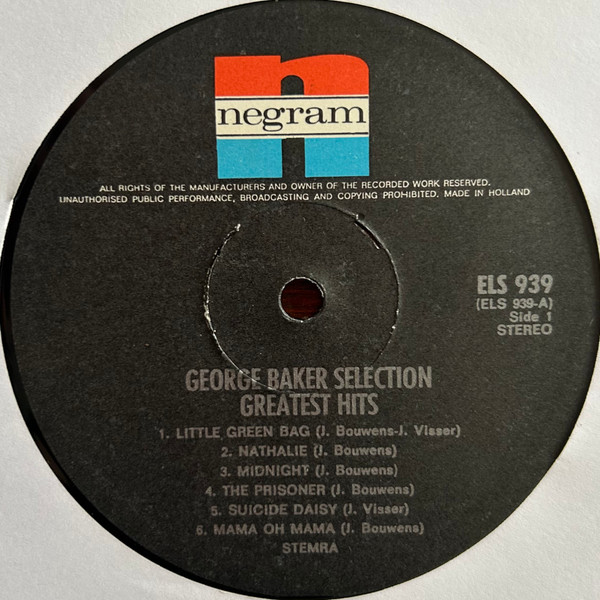 negram
ALL RIGHTS OF THE MANUFACTURERS AND OWNER OF THE RECORDED WORK RESERVED.
UNAUTHORISED PUBLIC PERFORMANCE, BROADCASTING AND COPYING PROHIBITED. MADE IN HOLLAND
ELS 939
(ELS 939-A)
Side 1
STEREO
GEORGE BAKER SELECTION
GREATEST HITS
1. LITTLE GREEN BAG (J. Bouwens-J. Visser)
2. NATHALIE (J. Bouwens)
3. MIDNIGHT (J. Bouwens)
4. THE PRISONER (J. Bouwens)
5. SUICIDE DAISY (J. Visser)
6. MAMA OH MAMA (J. Bouwens)
STEMRA